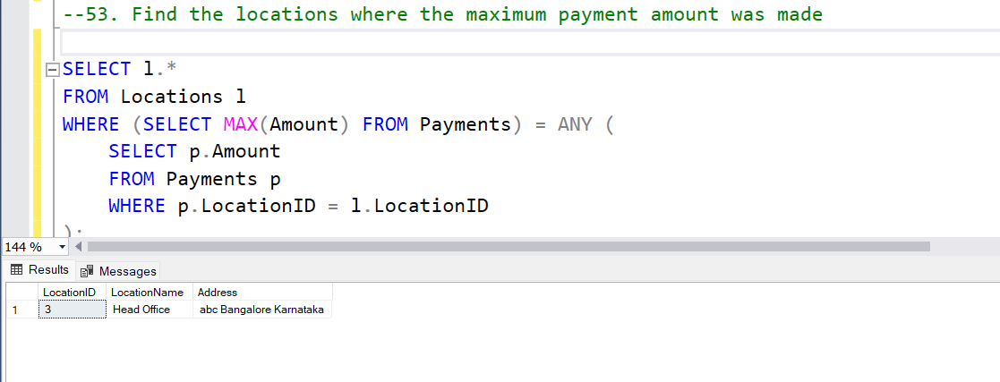 --53. Find the locations where the maximum payment amount was made
SELECT l.*
FROM Locations l
WHERE (SELECT MAX(Amount) FROM Payments) = ANY (
SELECT p.Amount
FROM Payments p
WHERE p.LocationID = l.LocationID
);
144 %
Results Messages
LocationID LocationName Address
1 3 Head Office abc Bangalore Karnataka